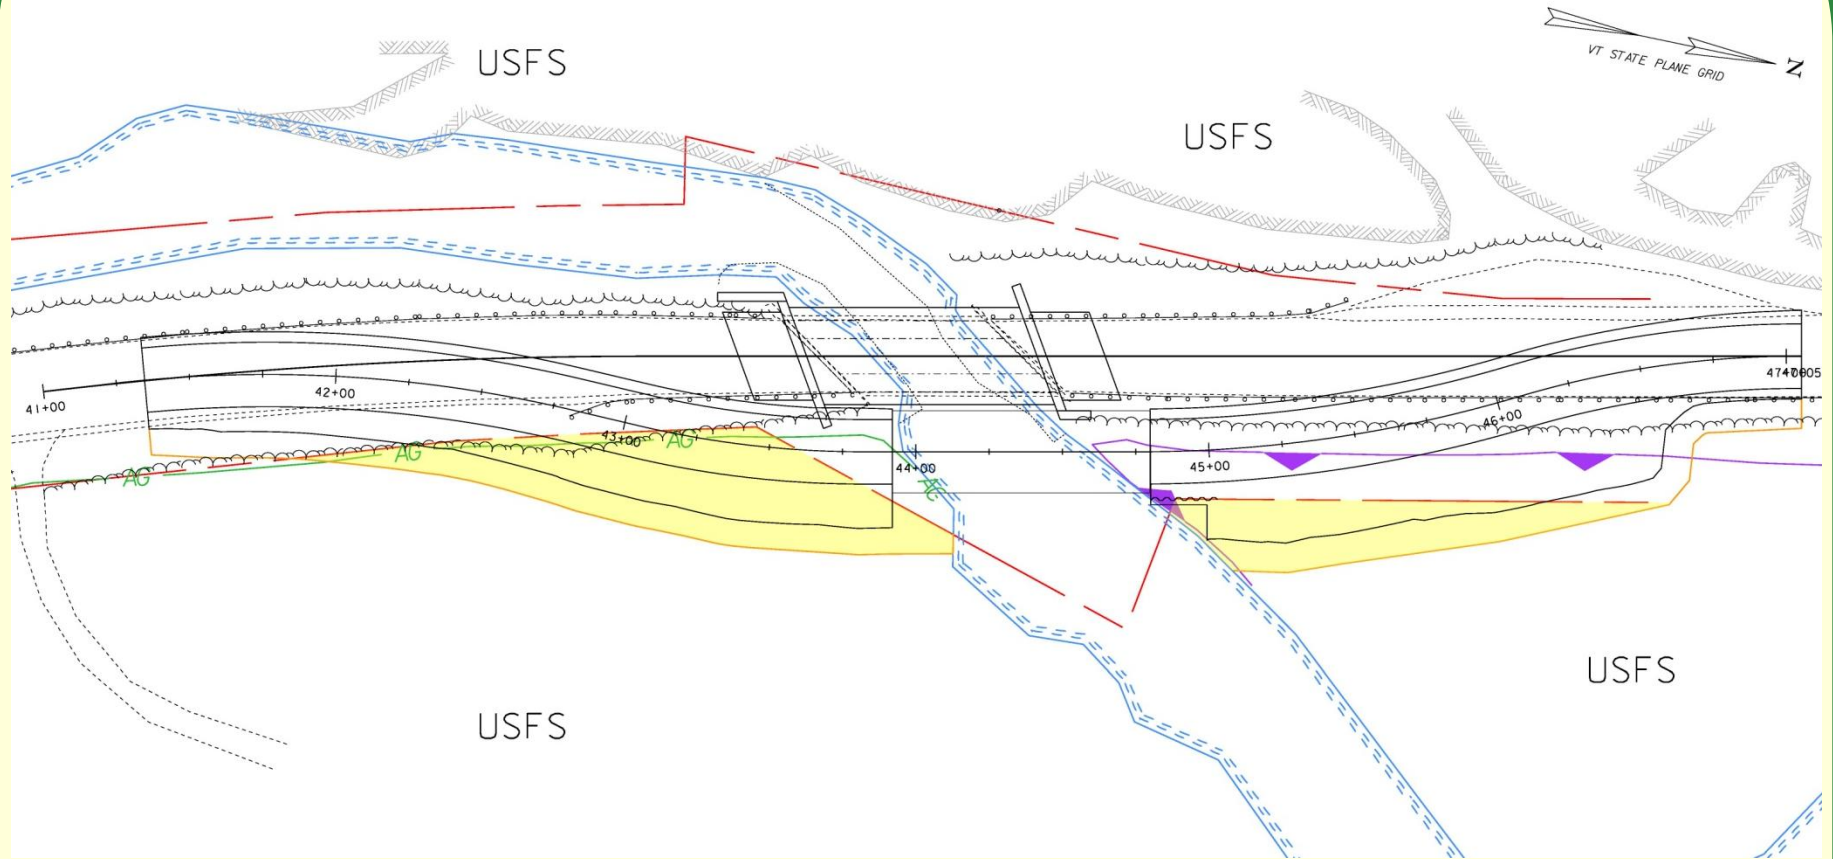 USFS
VT STATE PLANE GRID
N
USFS
41+00
42+00
43+00
44+00
45+00
46+00
AG
AG
AG
AG
USFS
USFS